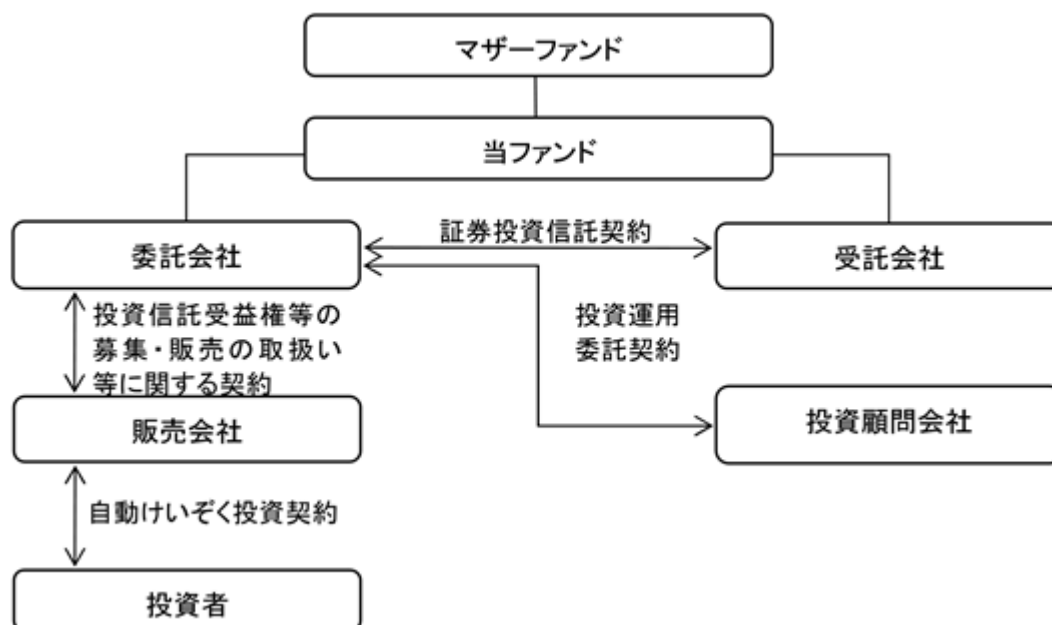 マザーファンド
当ファンド
委託会社
証券投資信託契約
受託会社
投資信託受益権等の
募集・販売の取扱い
等に関する契約
投資運用
委託契約
販売会社
投資顧問会社
自動けいぞく投資契約
投資者